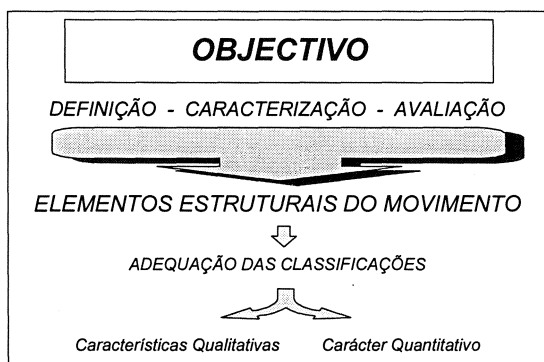 OBJECTIVO
DEFINIÇÃO - CARACTERIZAÇÃO - AVALIAÇÃO
ELEMENTOS ESTRUTURAIS DO MOVIMENTO
ADEQUAÇÃO DAS CLASSIFICAÇÕES
Características Qualitativas Carácter Quantitativo